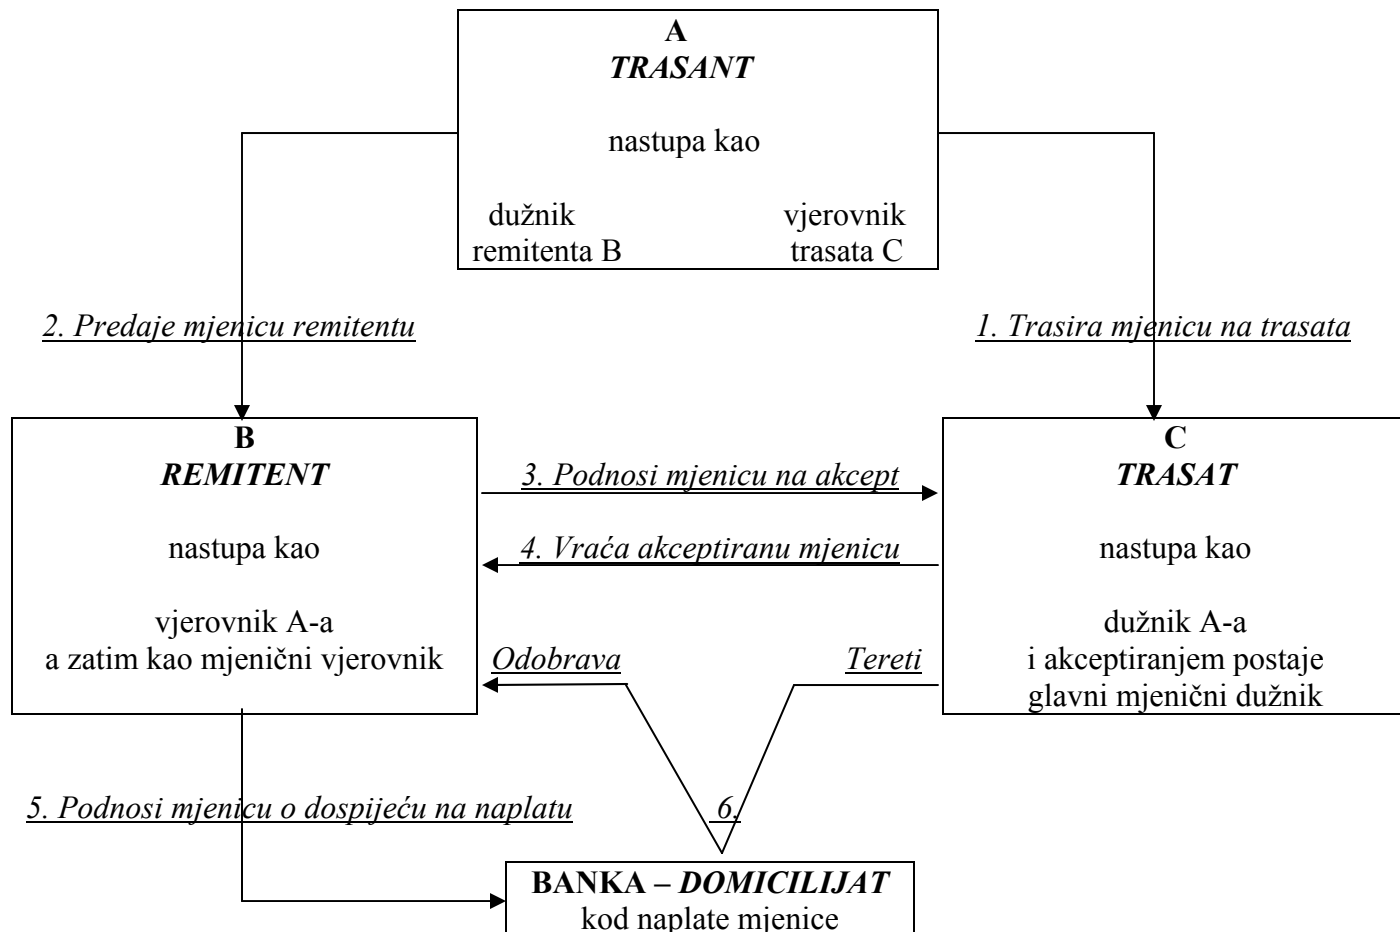 A
TRASANT
nastupa kao
dužnik
remitenta B
vjerovnik
trasata C
2. Predaje mjenicu remitentu
1. Trasira mjenicu na trasata
B
REMITENT
nastupa kao
vjerovnik A-a
a zatim kao mjenični vjerovnik
3. Podnosi mjenicu na akcept
4. Vraća akceptiranu mjenicu
Odobrava
Tereti
C
TRASAT
nastupa kao
dužnik A-a
i akceptiranjem postaje
glavni mjenični dužnik
5. Podnosi mjenicu o dospijeću na naplatu
6.
BANKA – DOMICILIJAT
kod naplate mjenice